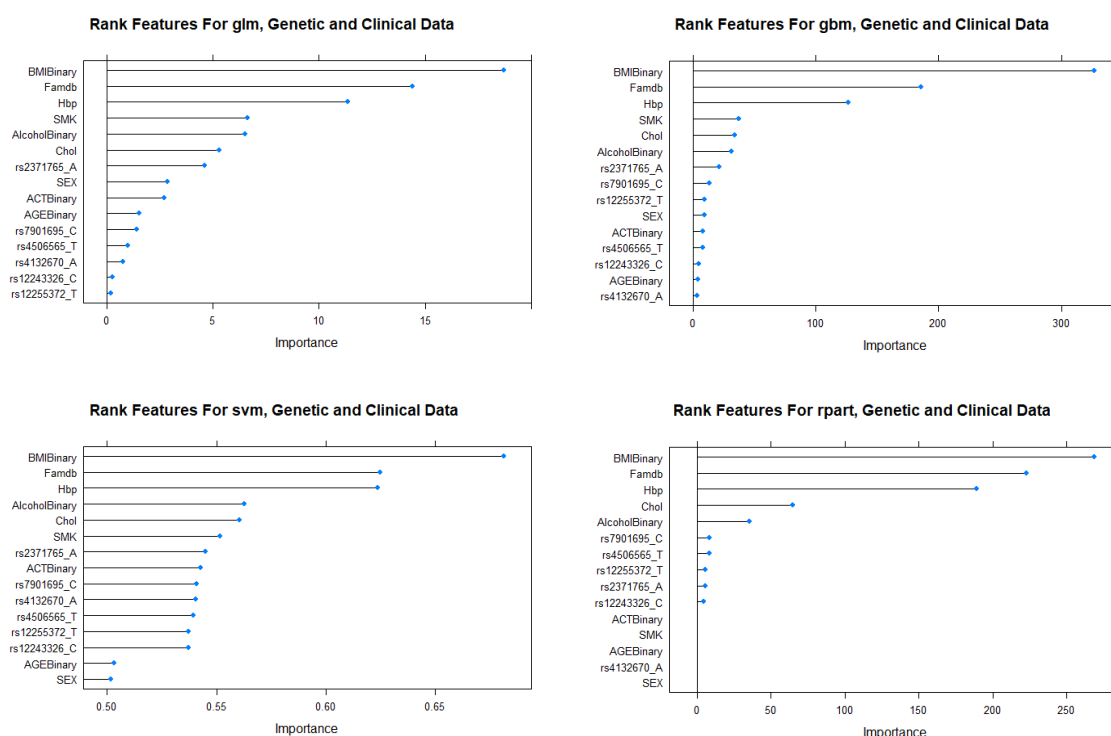 Rank Features For glm, Genetic and Clinical Data
BMIBinary
Famdb
Hbp
SMK
AlcoholBinary
Chol
rs2371765_A
SEX
ACTBinary
AGEBinary
rs7901695_C
rs4506565_T
rs4132670_A
rs12243326_C
rs12255372_T
0 5 10 15
Importance
Rank Features For gbm, Genetic and Clinical Data
BMIBinary
Famdb
Hbp
SMK
Chol
AlcoholBinary
rs2371765_A
rs7901695_C
rs12255372_T
SEX
ACTBinary
rs4506565_T
rs12243326_C
AGEBinary
rs4132670_A
0 100 200 300
Importance
Rank Features For svm, Genetic and Clinical Data
BMIBinary
Famdb
Hbp
AlcoholBinary
Chol
SMK
rs2371765_A
ACTBinary
rs7901695_C
rs4132670_A
rs4506565_T
rs12255372_T
rs12243326_C
AGEBinary
SEX
0.50 0.55 0.60 0.65
Importance
Rank Features For rpart, Genetic and Clinical Data
BMIBinary
Famdb
Hbp
Chol
AlcoholBinary
rs7901695_C
rs4506565_T
rs12255372_T
rs2371765_A
rs12243326_C
ACTBinary
SMK
AGEBinary
rs4132670_A
SEX
0 50 100 150 200 250
Importance